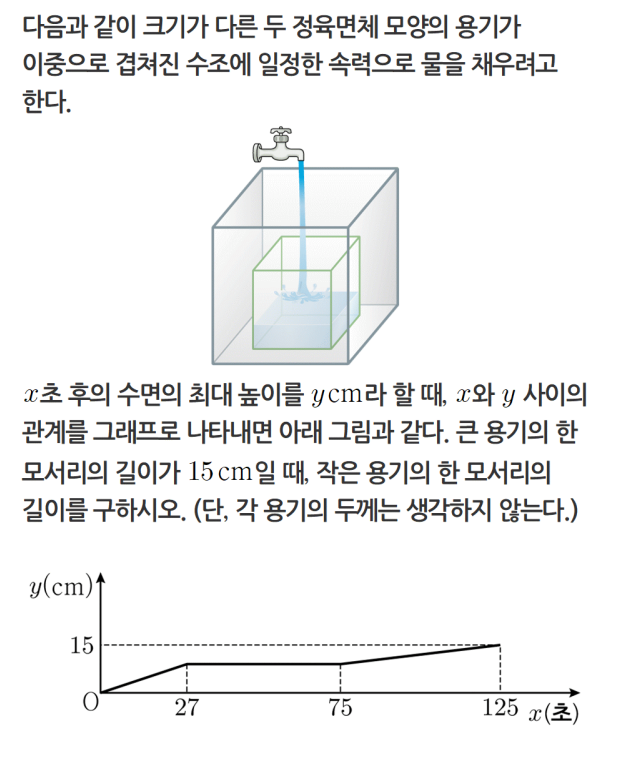 다음과 같이 크기가 다른 두 정육면체 모양의 용기가
이중으로 겹쳐진 수조에 일정한 속력으로 물을 채우려고
한다.
x초 후의 수면의 최대 높이를 y cm라 할 때, x와 y 사이의
관계를 그래프로 나타내면 아래 그림과 같다. 큰 용기의 한
모서리의 길이가 15 cm일 때, 작은 용기의 한 모서리의
길이를 구하시오. (단, 각 용기의 두께는 생각하지 않는다.)
y(cm)
15
O 27 75 125 x(초)